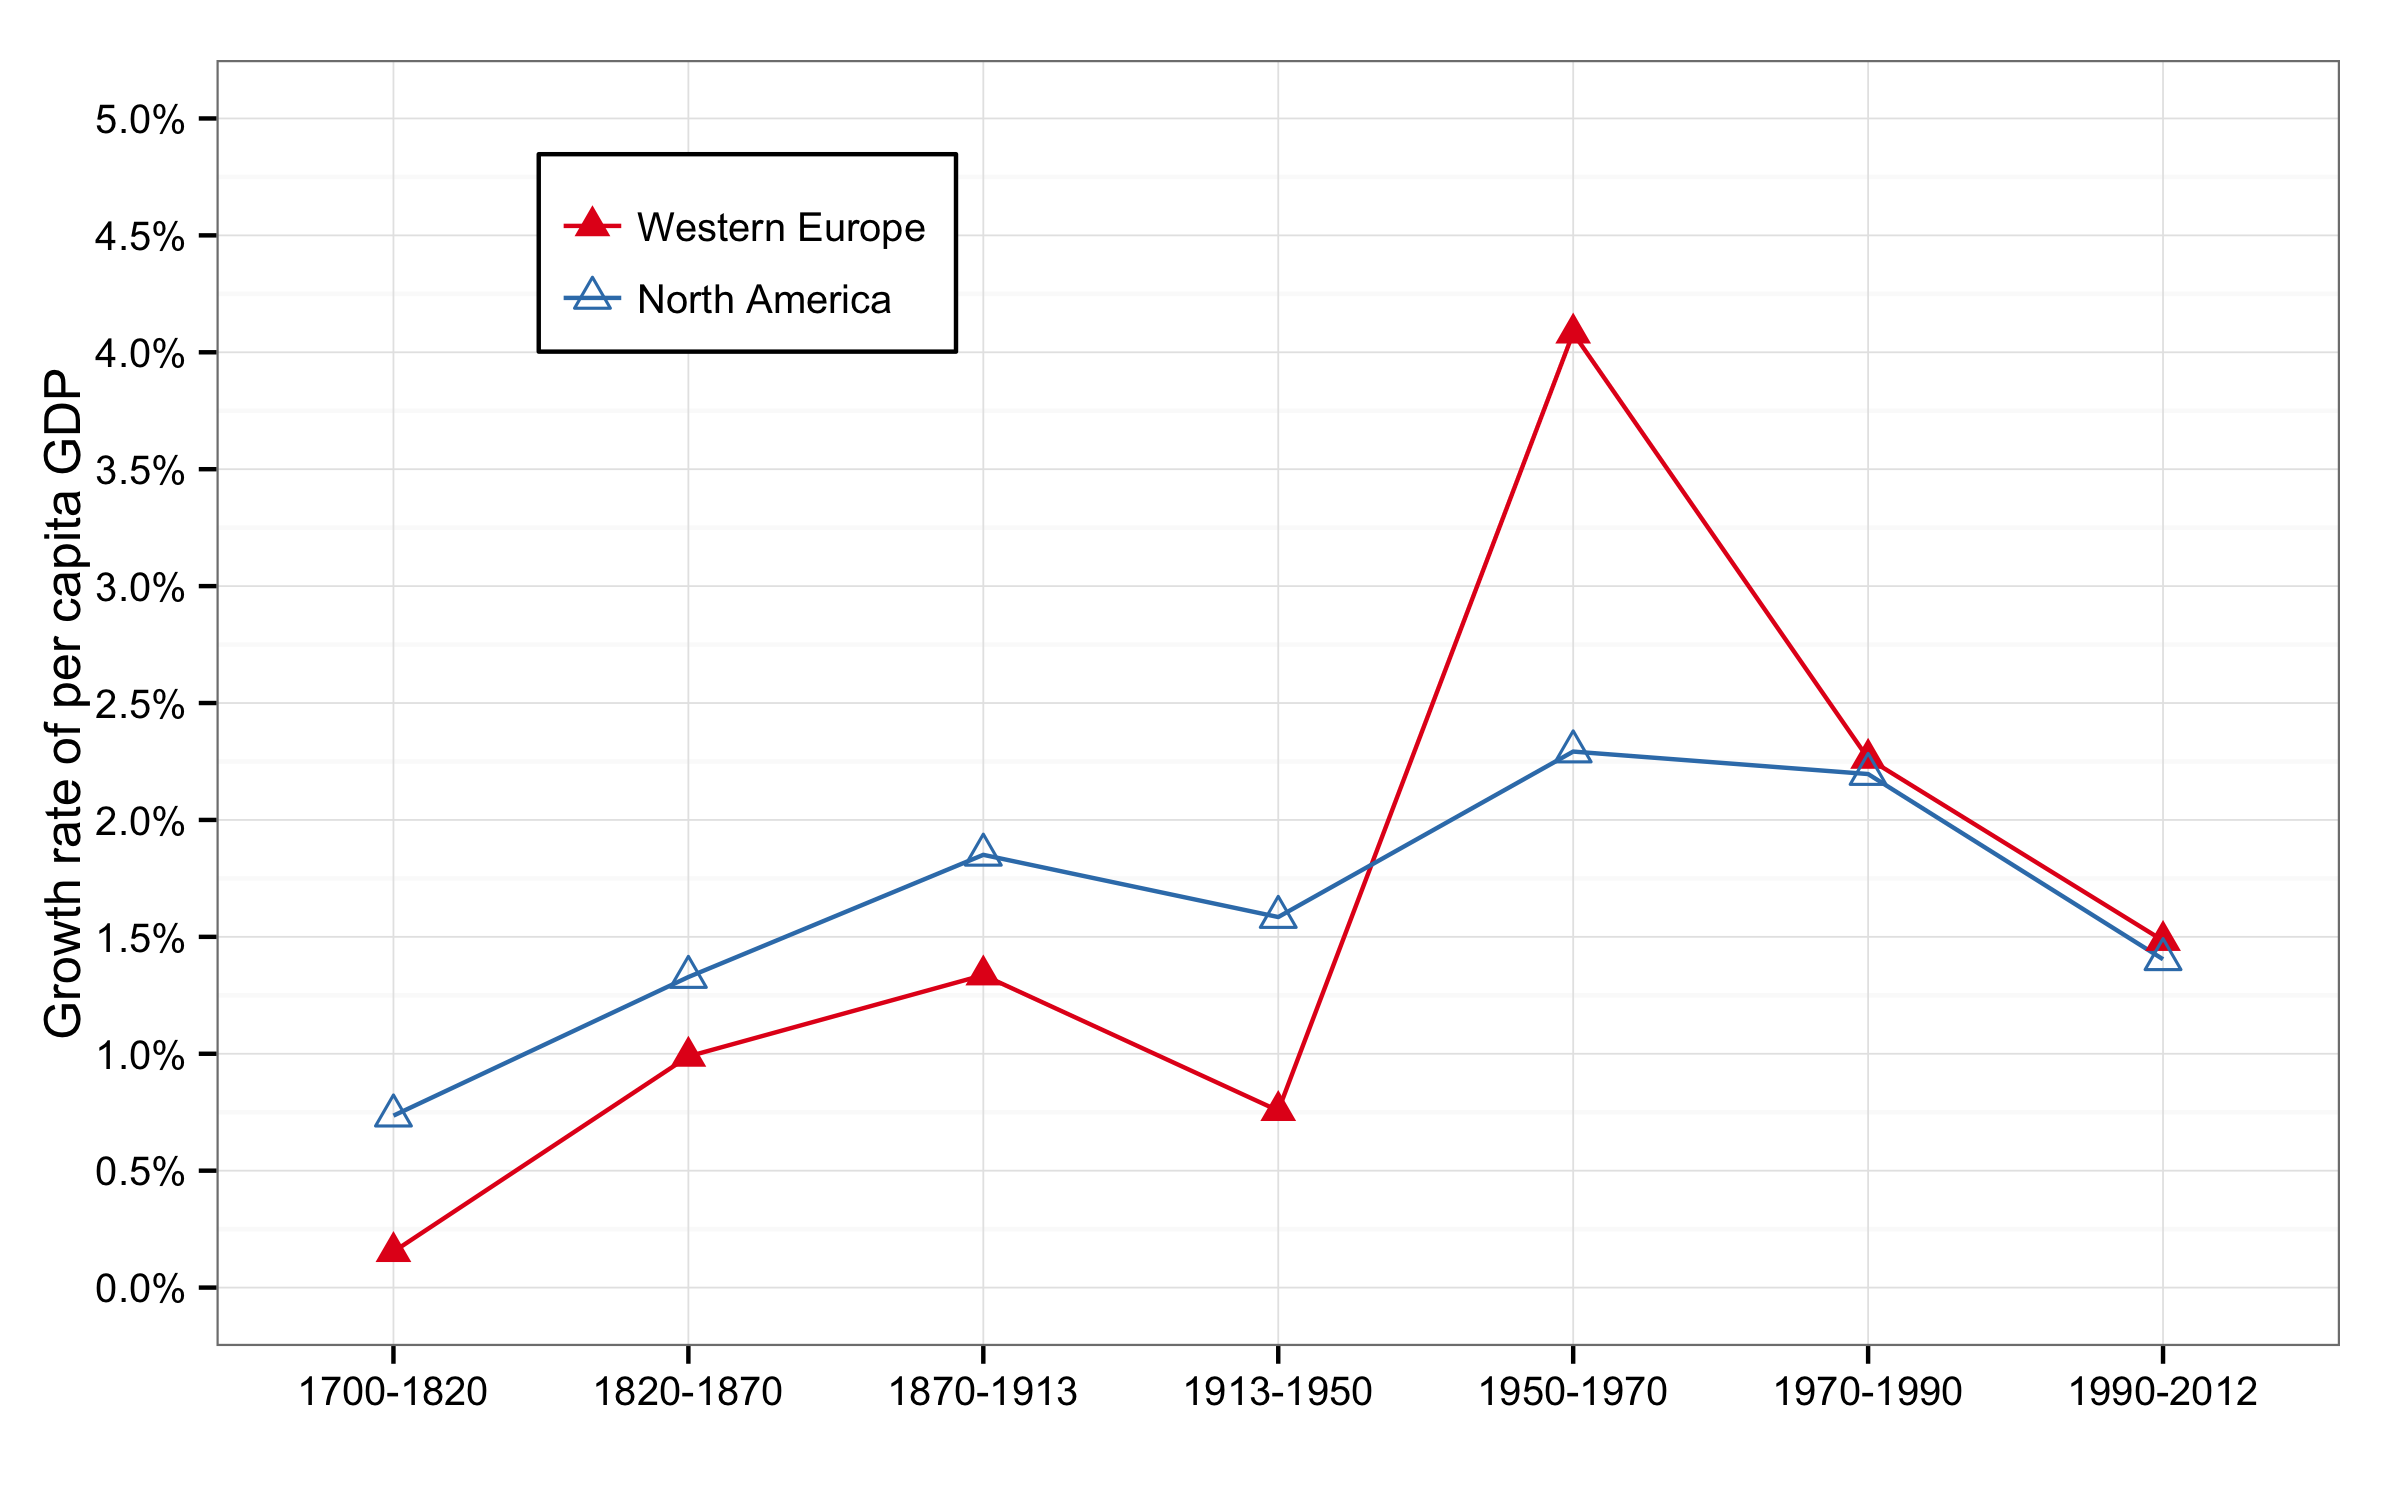 5.0%
4.5%
4.0%
3.5%
3.0%
2.5%
2.0%
1.5%
1.0%
0.5%
0.0%
Growth rate of per capita GDP
Western Europe
North America
1700-1820 1820-1870 1870-1913 1913-1950 1950-1970 1970-1990 1990-2012